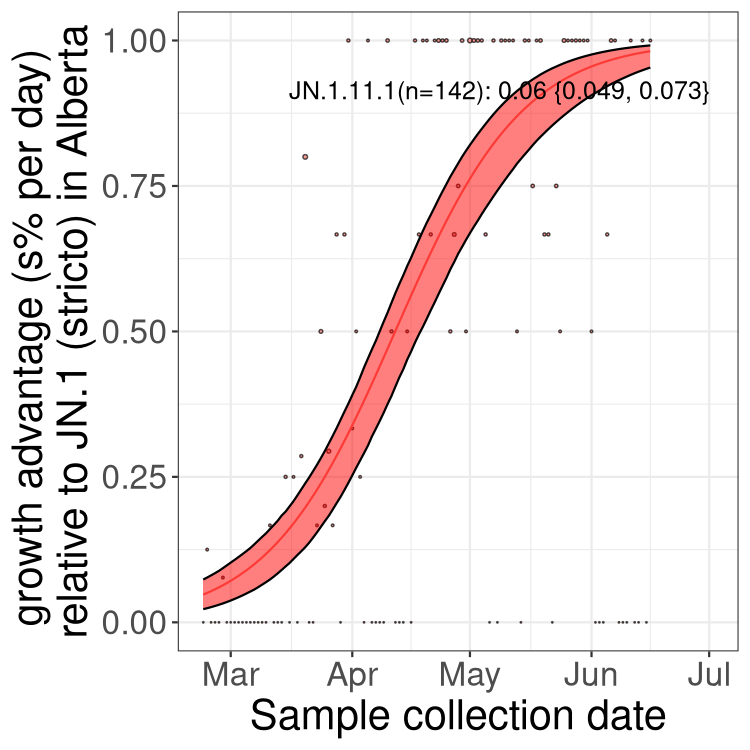 growth advantage (s% per day)
relative to JN.1 (stricto) in Alberta
1.00
JN.1.11.1(n=142): 0.06 {0.049, 0.073}
0.75
0.50
0.25
0.00
Mar Apr May Jun Jul
Sample collection date